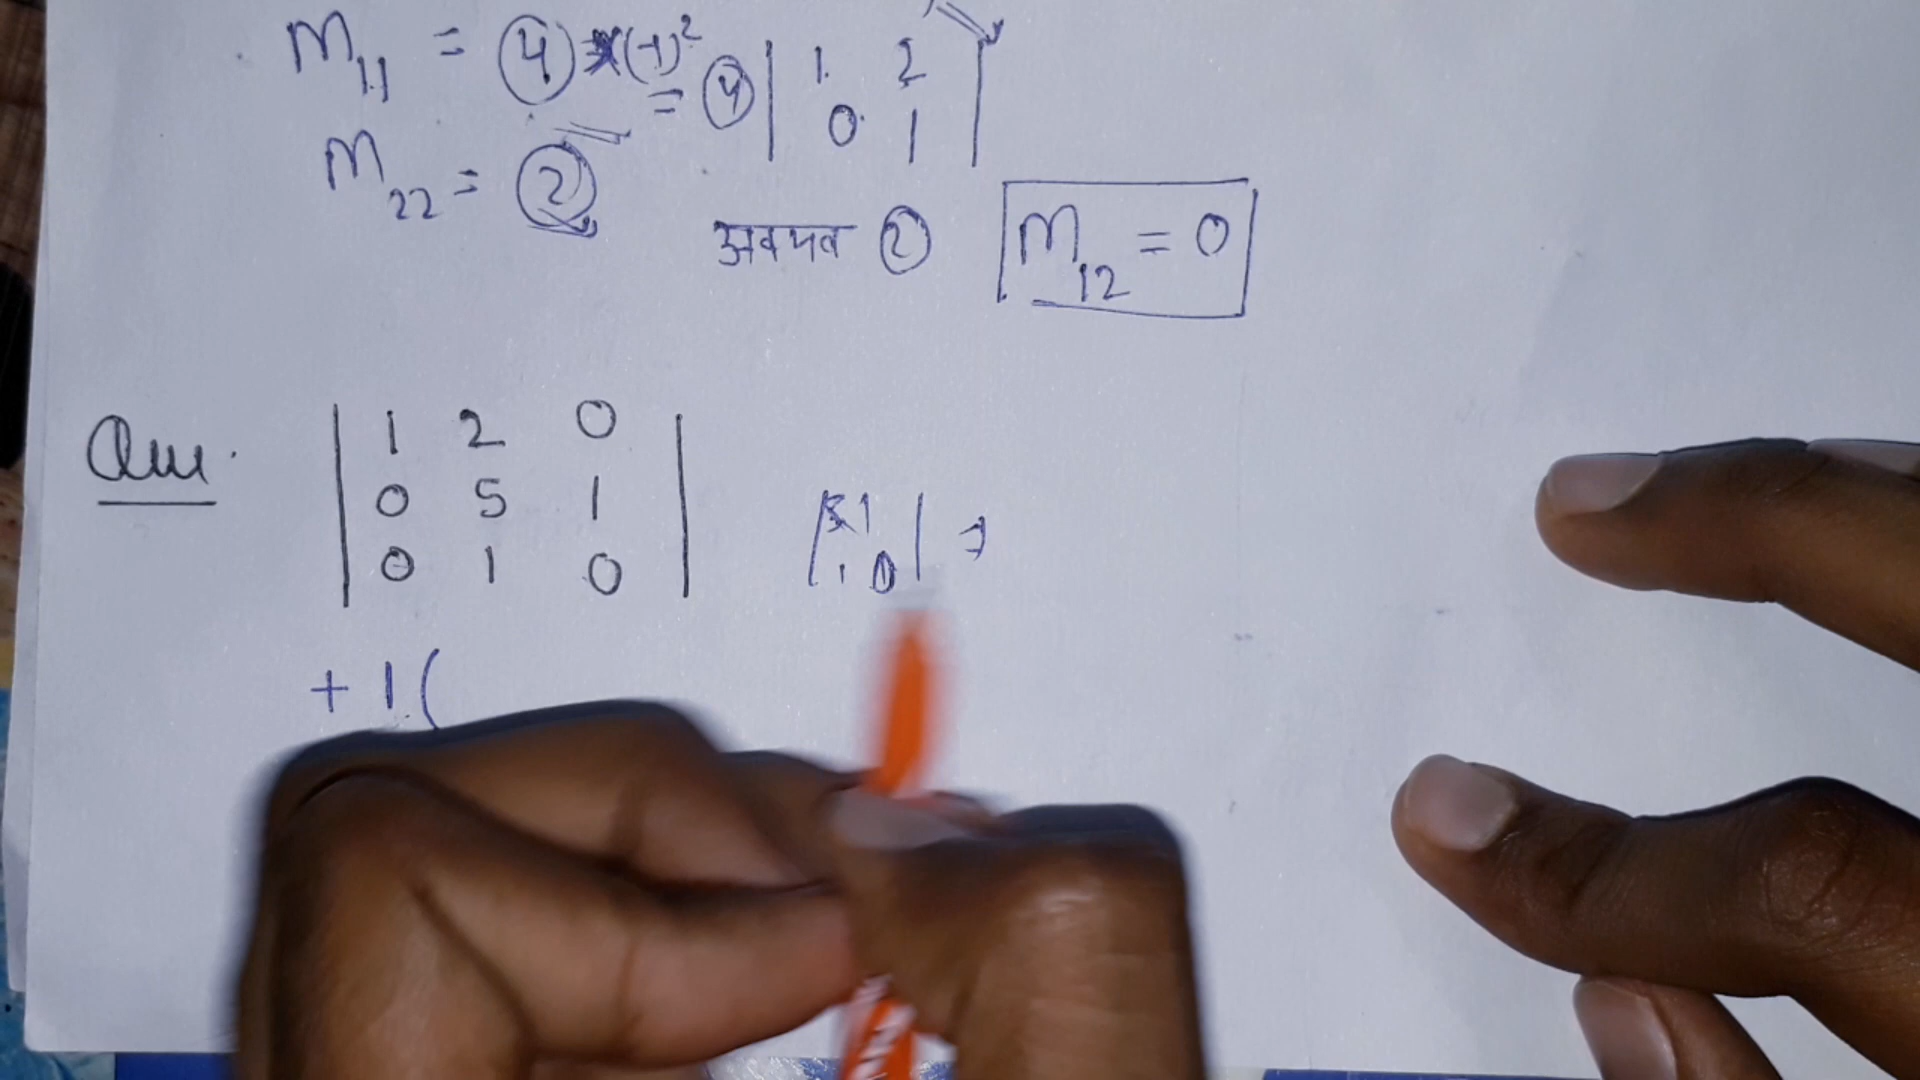 M₁₁ = 4 × (-1)² = 4 | 1 2 |
| 0 1 |
M₂₂ = 2
अवयव 2 M₁₂ = 0
Que. | 1 2 0 |
| 0 5 1 | | 5 1 | =
| 0 1 0 | | 1 0 |
+ 1 (